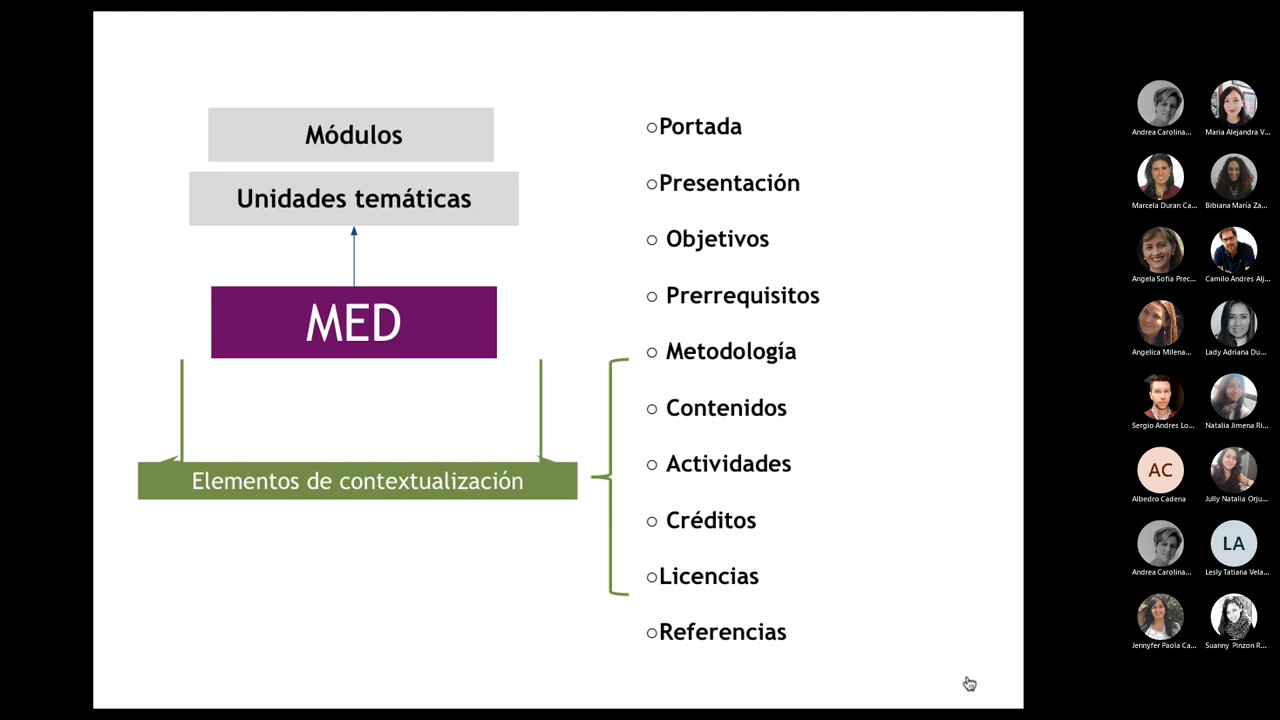 Módulos
Unidades temáticas
MED
Elementos de contextualización
○Portada
○Presentación
○ Objetivos
○ Prerrequisitos
○ Metodología
○ Contenidos
○ Actividades
○ Créditos
○Licencias
○Referencias
Andrea Carolina...
Maria Alejandra V...
Marcela Duran Ca...
Bibiana María Za...
Angela Sofia Prec...
Camilo Andres Alj...
Angelica Milena...
Lady Adriana Du...
Sergio Andres Lo...
Natalia Jimena Ri...
AC
Albedro Cadena
Jully Natalia Orju...
Andrea Carolina...
LA
Lesly Tatiana Vela...
Jennyfer Paola Ca...
Suanny Pinzon R...